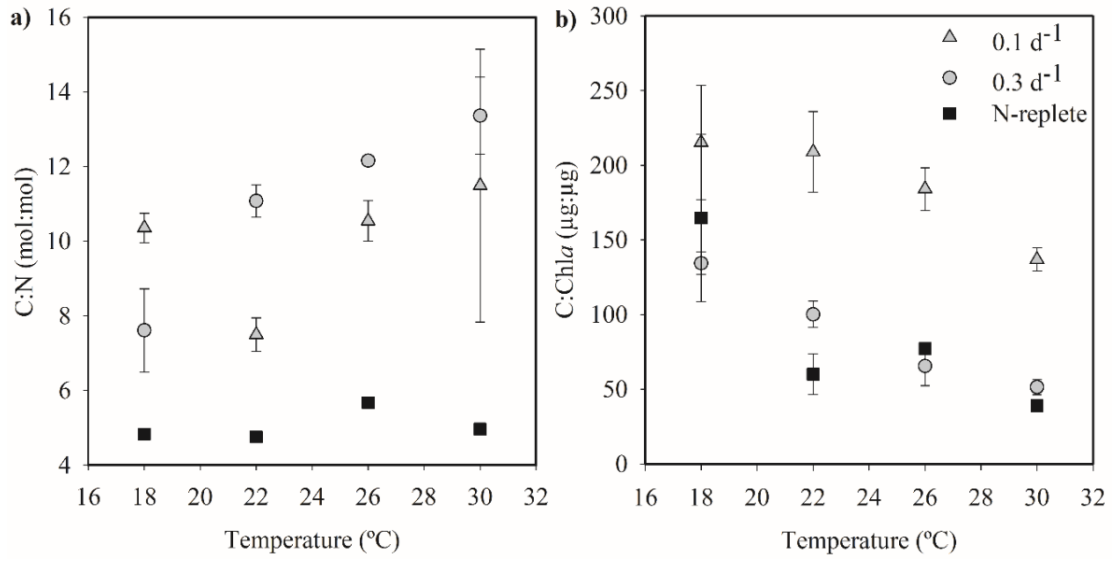 a)
16
14
12
10
8
6
4
C:N (mol:mol)
16 18 20 22 24 26 28 30 32
Temperature (ºC)
b)
300
250
200
150
100
50
0
C:Chla (µg:µg)
0.1 d-1
0.3 d-1
N-replete
16 18 20 22 24 26 28 30 32
Temperature (ºC)